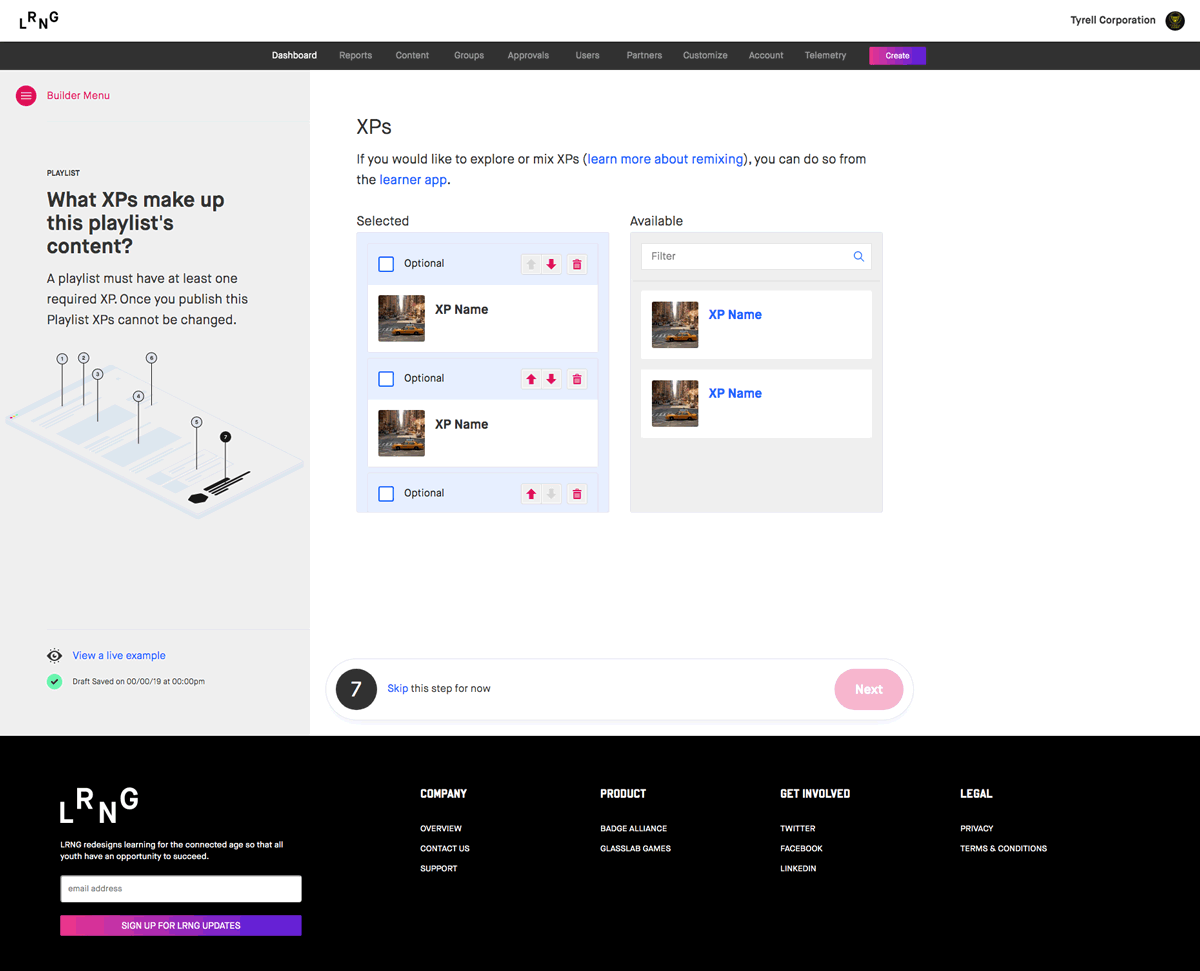 LRNG
Tyrell Corporation
Dashboard Reports Content Groups Approvals Users Partners Customize Account Telemetry Create
Builder Menu
PLAYLIST
What XPs make up
this playlist's
content?
A playlist must have at least one
required XP. Once you publish this
Playlist XPs cannot be changed.
1
2
3
4
5
6
7
View a live example
Draft Saved on 00/00/19 at 00:00pm
XPs
If you would like to explore or mix XPs (learn more about remixing), you can do so from
the learner app.
Selected
Optional
XP Name
Optional
XP Name
Optional
Available
Filter
XP Name
XP Name
7
Skip this step for now
Next
LRNG
LRNG redesigns learning for the connected age so that all
youth have an opportunity to succeed.
email address
SIGN UP FOR LRNG UPDATES
COMPANY
OVERVIEW
CONTACT US
SUPPORT
PRODUCT
BADGE ALLIANCE
GLASSLAB GAMES
GET INVOLVED
TWITTER
FACEBOOK
LINKEDIN
LEGAL
PRIVACY
TERMS & CONDITIONS